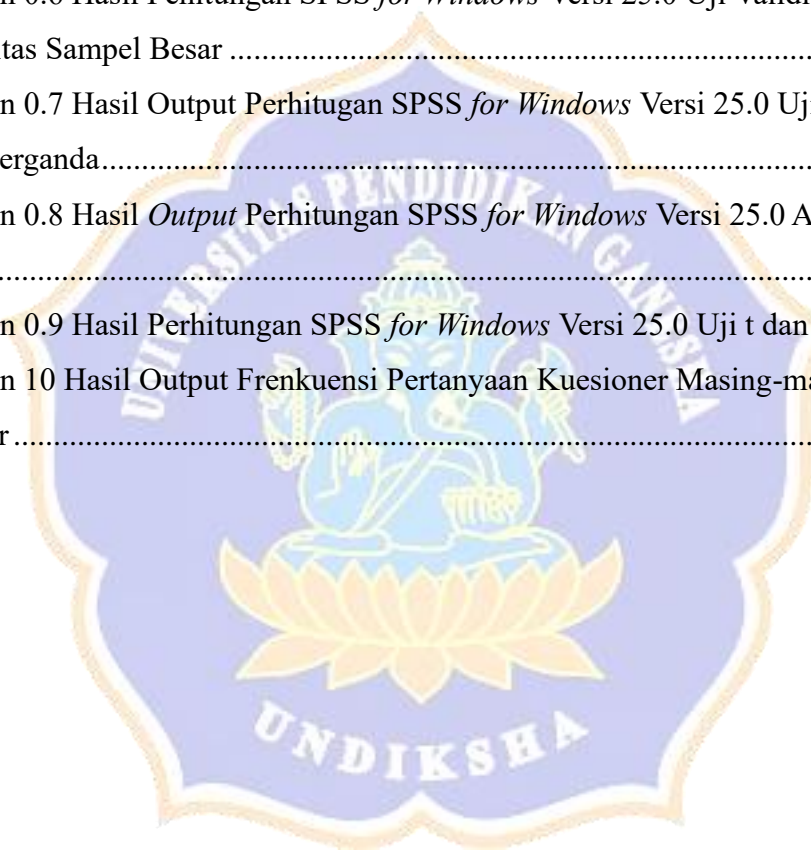 n 0.6 Hasil Perhitungan SPSS for Windows Versi 25.0 Uji Valid
tas Sampel Besar ................................................................
n 0.7 Hasil Output Perhitugan SPSS for Windows Versi 25.0 Uji
erganda................................................................................
n 0.8 Hasil Output Perhitungan SPSS for Windows Versi 25.0 A
................................................................................
n 0.9 Hasil Perhitungan SPSS for Windows Versi 25.0 Uji t dan
n 10 Hasil Output Frenkuensi Pertanyaan Kuesioner Masing-ma
r ................................................................................
UNIVERSITAS PENDIDIKAN GANESHA
UNDIKSHA